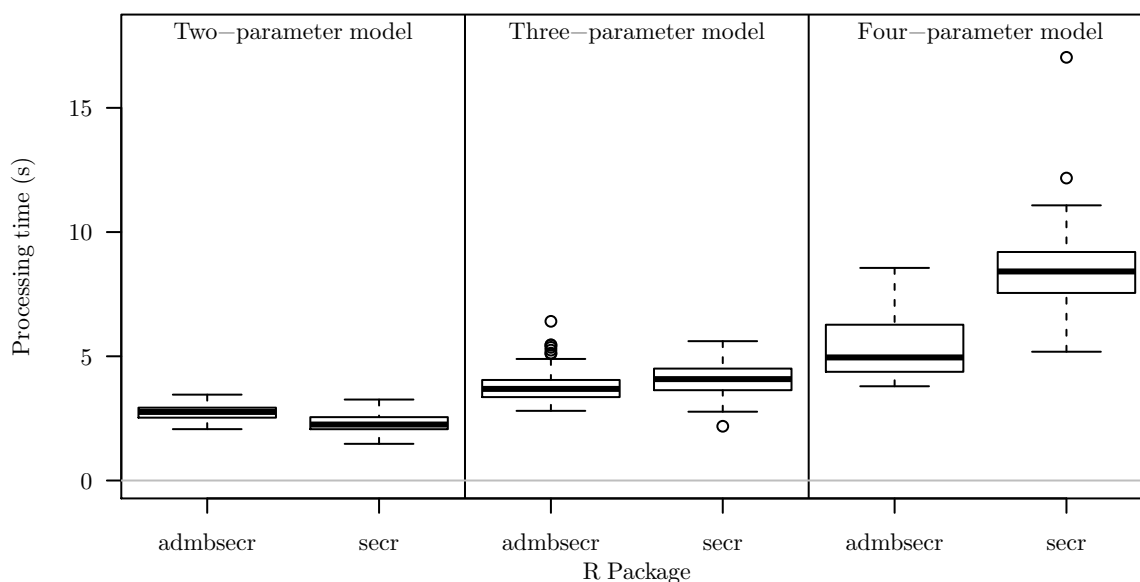 Two−parameter model
Three−parameter model
Four−parameter model
Processing time (s)
15
10
5
0
admbsecr
secr
admbsecr
secr
admbsecr
secr
R Package